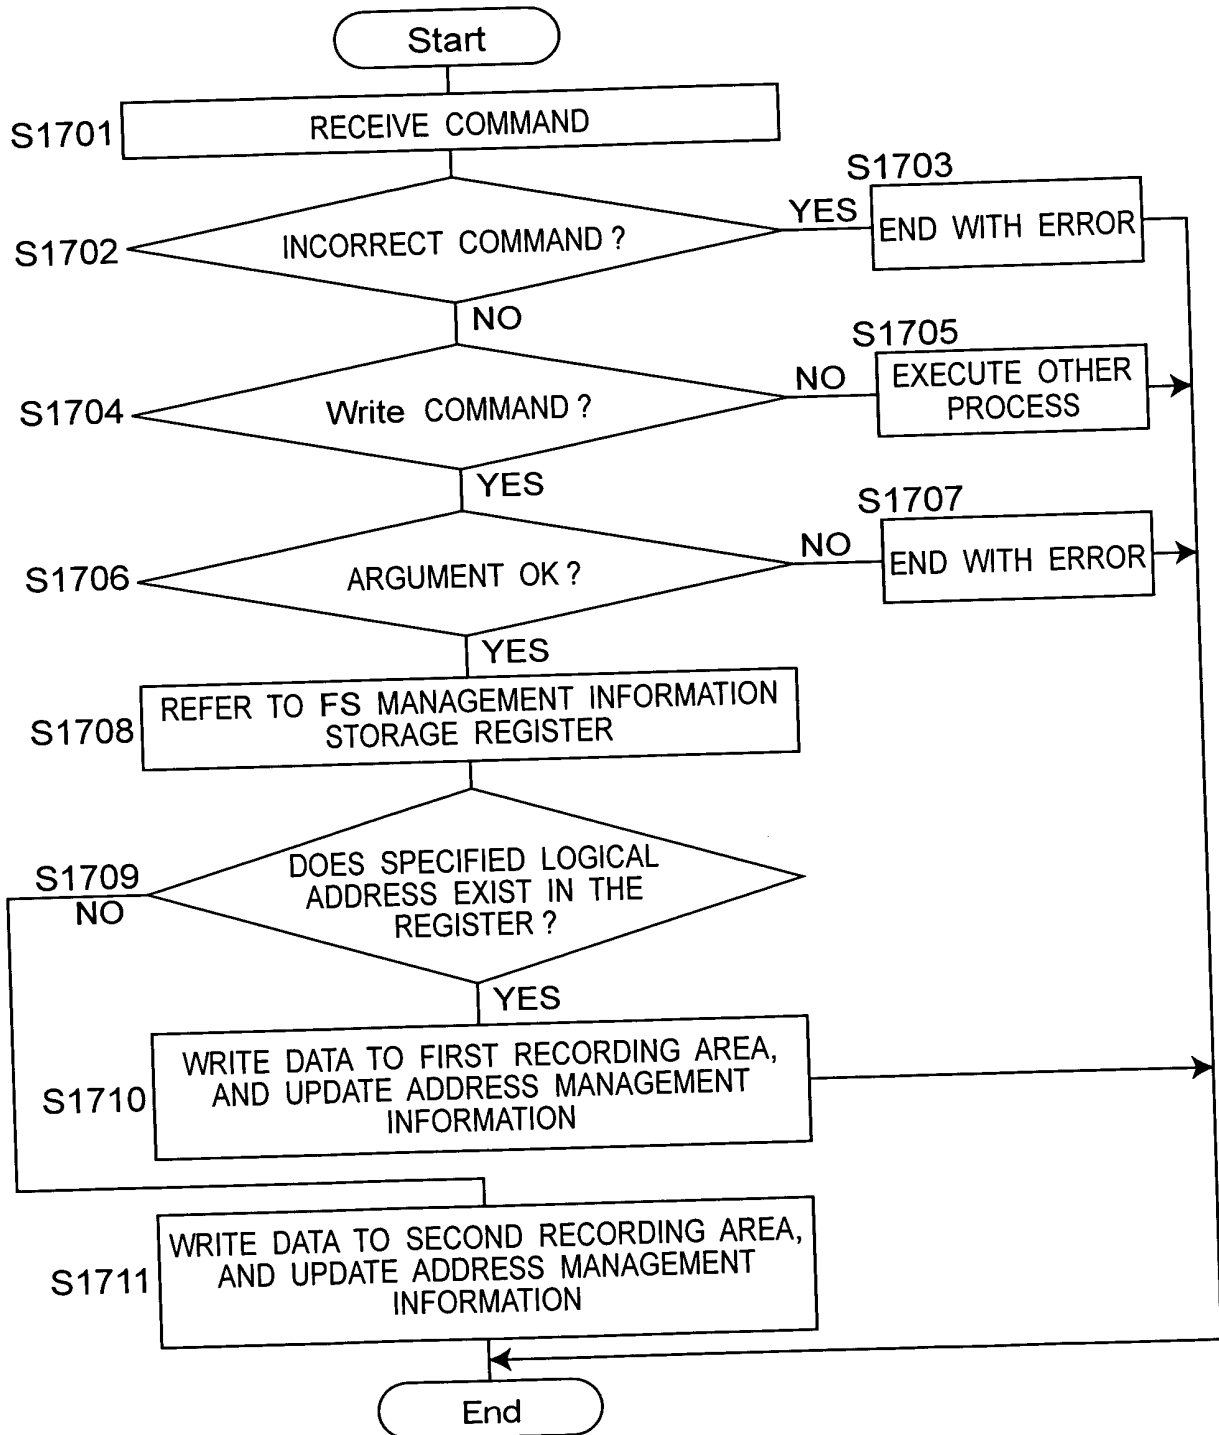 Start
S1701
RECEIVE COMMAND
S1702
INCORRECT COMMAND ?
YES
S1703
END WITH ERROR
NO
S1704
Write COMMAND ?
NO
S1705
EXECUTE OTHER
PROCESS
YES
S1706
ARGUMENT OK ?
NO
S1707
END WITH ERROR
YES
S1708
REFER TO FS MANAGEMENT INFORMATION
STORAGE REGISTER
S1709
NO
DOES SPECIFIED LOGICAL
ADDRESS EXIST IN THE
REGISTER ?
YES
S1710
WRITE DATA TO FIRST RECORDING AREA,
AND UPDATE ADDRESS MANAGEMENT
INFORMATION
S1711
WRITE DATA TO SECOND RECORDING AREA,
AND UPDATE ADDRESS MANAGEMENT
INFORMATION
End